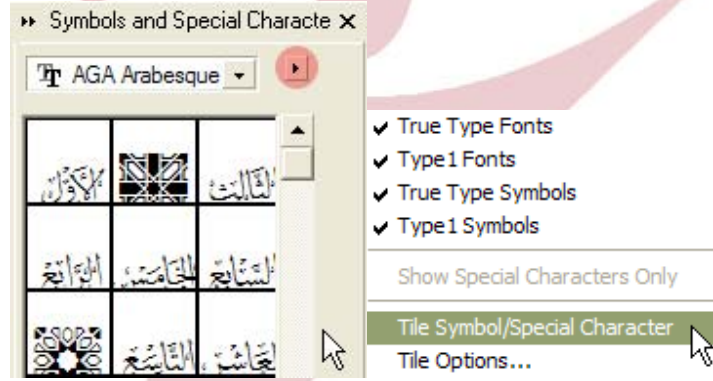 Symbols and Special Characte
AGA Arabesque
الأوّل
الثالث
الرابع
الخامس
السابع
التاسع
العاشر
True Type Fonts
Type1 Fonts
True Type Symbols
Type1 Symbols
Show Special Characters Only
Tile Symbol/Special Character
Tile Options...